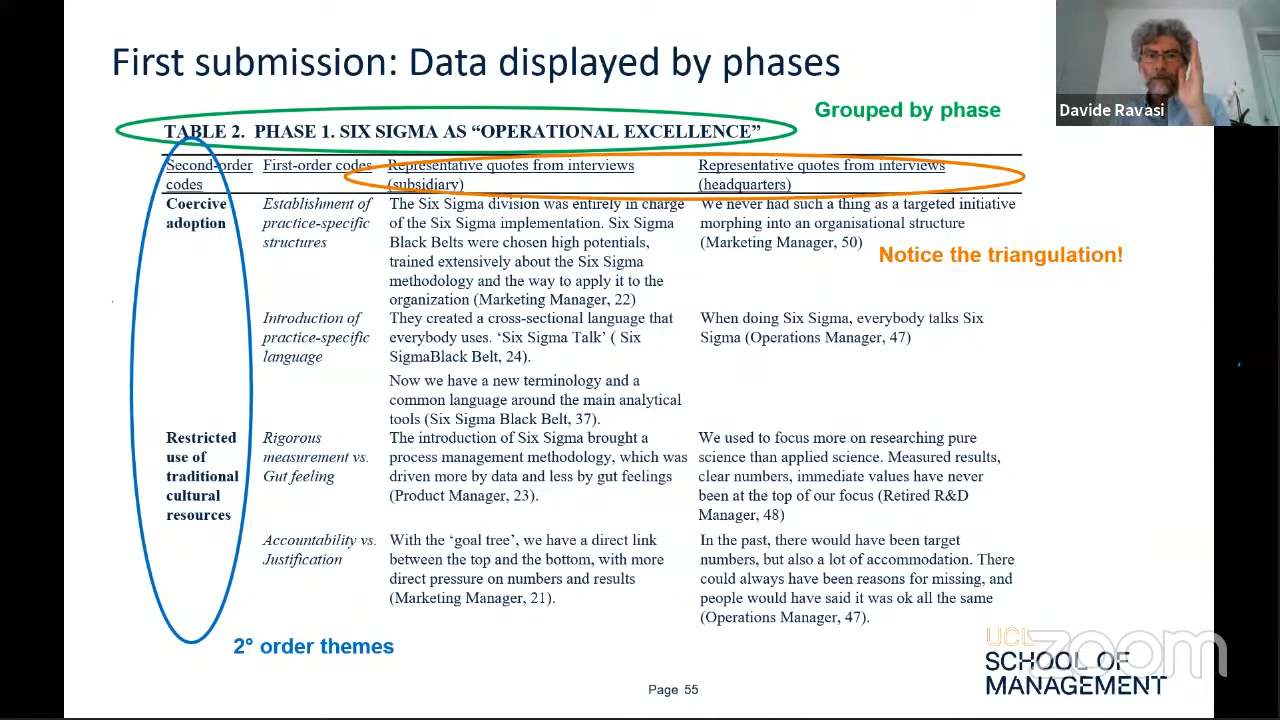 First submission: Data displayed by phases
Davide Ravasi
Grouped by phase
TABLE 2.  PHASE 1. SIX SIGMA AS “OPERATIONAL EXCELLENCE”
Second-order
codes
First-order codes
Representative quotes from interviews
(subsidiary)
Representative quotes from interviews
(headquarters)
Coercive
adoption
Establishment of
practice-specific
structures
The Six Sigma division was entirely in charge
of the Six Sigma implementation. Six Sigma
Black Belts were chosen high potentials,
trained extensively about the Six Sigma
methodology and the way to apply it to the
organization (Marketing Manager, 22)
We never had such a thing as a targeted initiative
morphing into an organisational structure
(Marketing Manager, 50)
Notice the triangulation!
Introduction of
practice-specific
language
They created a cross-sectional language that
everybody uses. ‘Six Sigma Talk’ ( Six
SigmaBlack Belt, 24).
When doing Six Sigma, everybody talks Six
Sigma (Operations Manager, 47)
Now we have a new terminology and a
common language around the main analytical
tools (Six Sigma Black Belt, 37).
Restricted
use of
traditional
cultural
resources
Rigorous
measurement vs.
Gut feeling
The introduction of Six Sigma brought a
process management methodology, which was
driven more by data and less by gut feelings
(Product Manager, 23).
We used to focus more on researching pure
science than applied science. Measured results,
clear numbers, immediate values have never
been at the top of our focus (Retired R&D
Manager, 48)
Accountability vs.
Justification
With the ‘goal tree’, we have a direct link
between the top and the bottom, with more
direct pressure on numbers and results
(Marketing Manager, 21).
In the past, there would have been target
numbers, but also a lot of accommodation. There
could always have been reasons for missing, and
people would have said it was ok all the same
(Operations Manager, 47).
2° order themes
UCL
SCHOOL OF
MANAGEMENT
zoom
Page 55